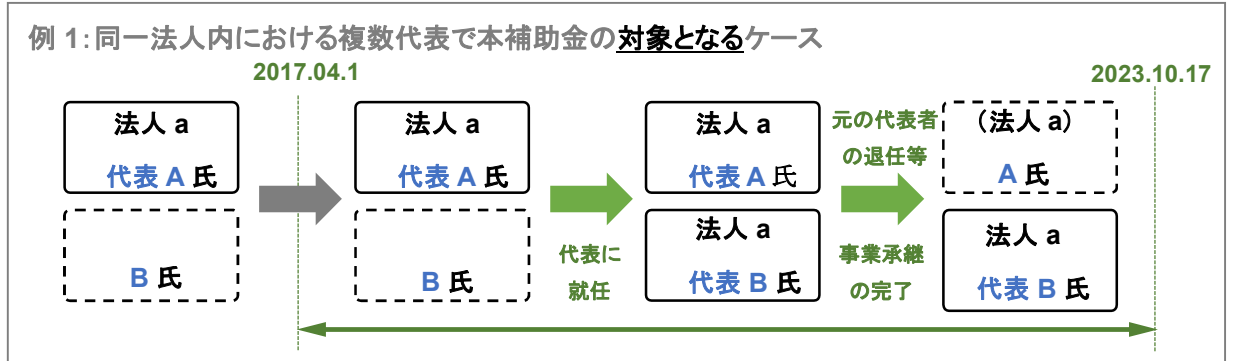 例 1：同一法人内における複数代表で本補助金の対象となるケース
2017.04.1
2023.10.17
法人 a
代表 A 氏
B 氏
法人 a
代表 A 氏
B 氏
代表に
就任
法人 a
代表 A 氏
法人 a
代表 B 氏
元の代表者
の退任等
事業承継
の完了
（法人 a）
A 氏
法人 a
代表 B 氏